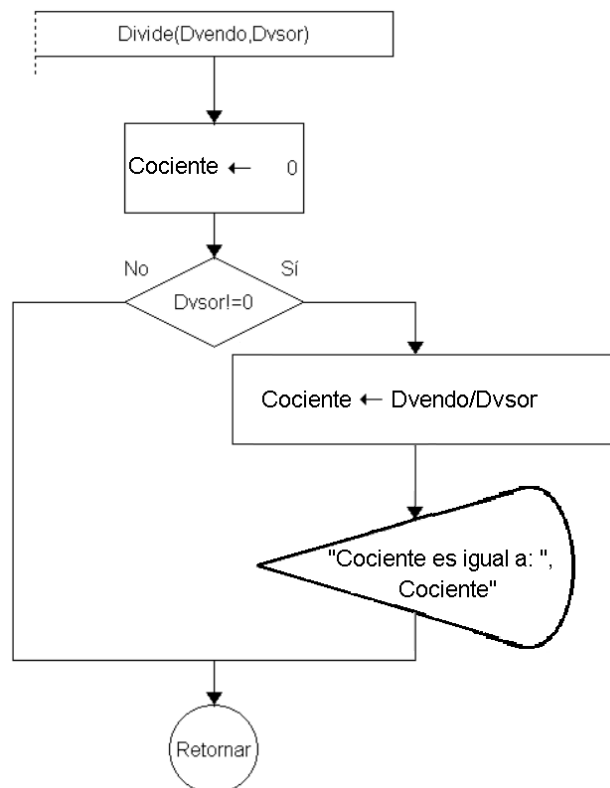 Divide(Dvendo,Dvsor)
Cociente ← 0
No
Sí
Dvsor!=0
Cociente ← Dvendo/Dvsor
"Cociente es igual a: ",
Cociente"
Retornar